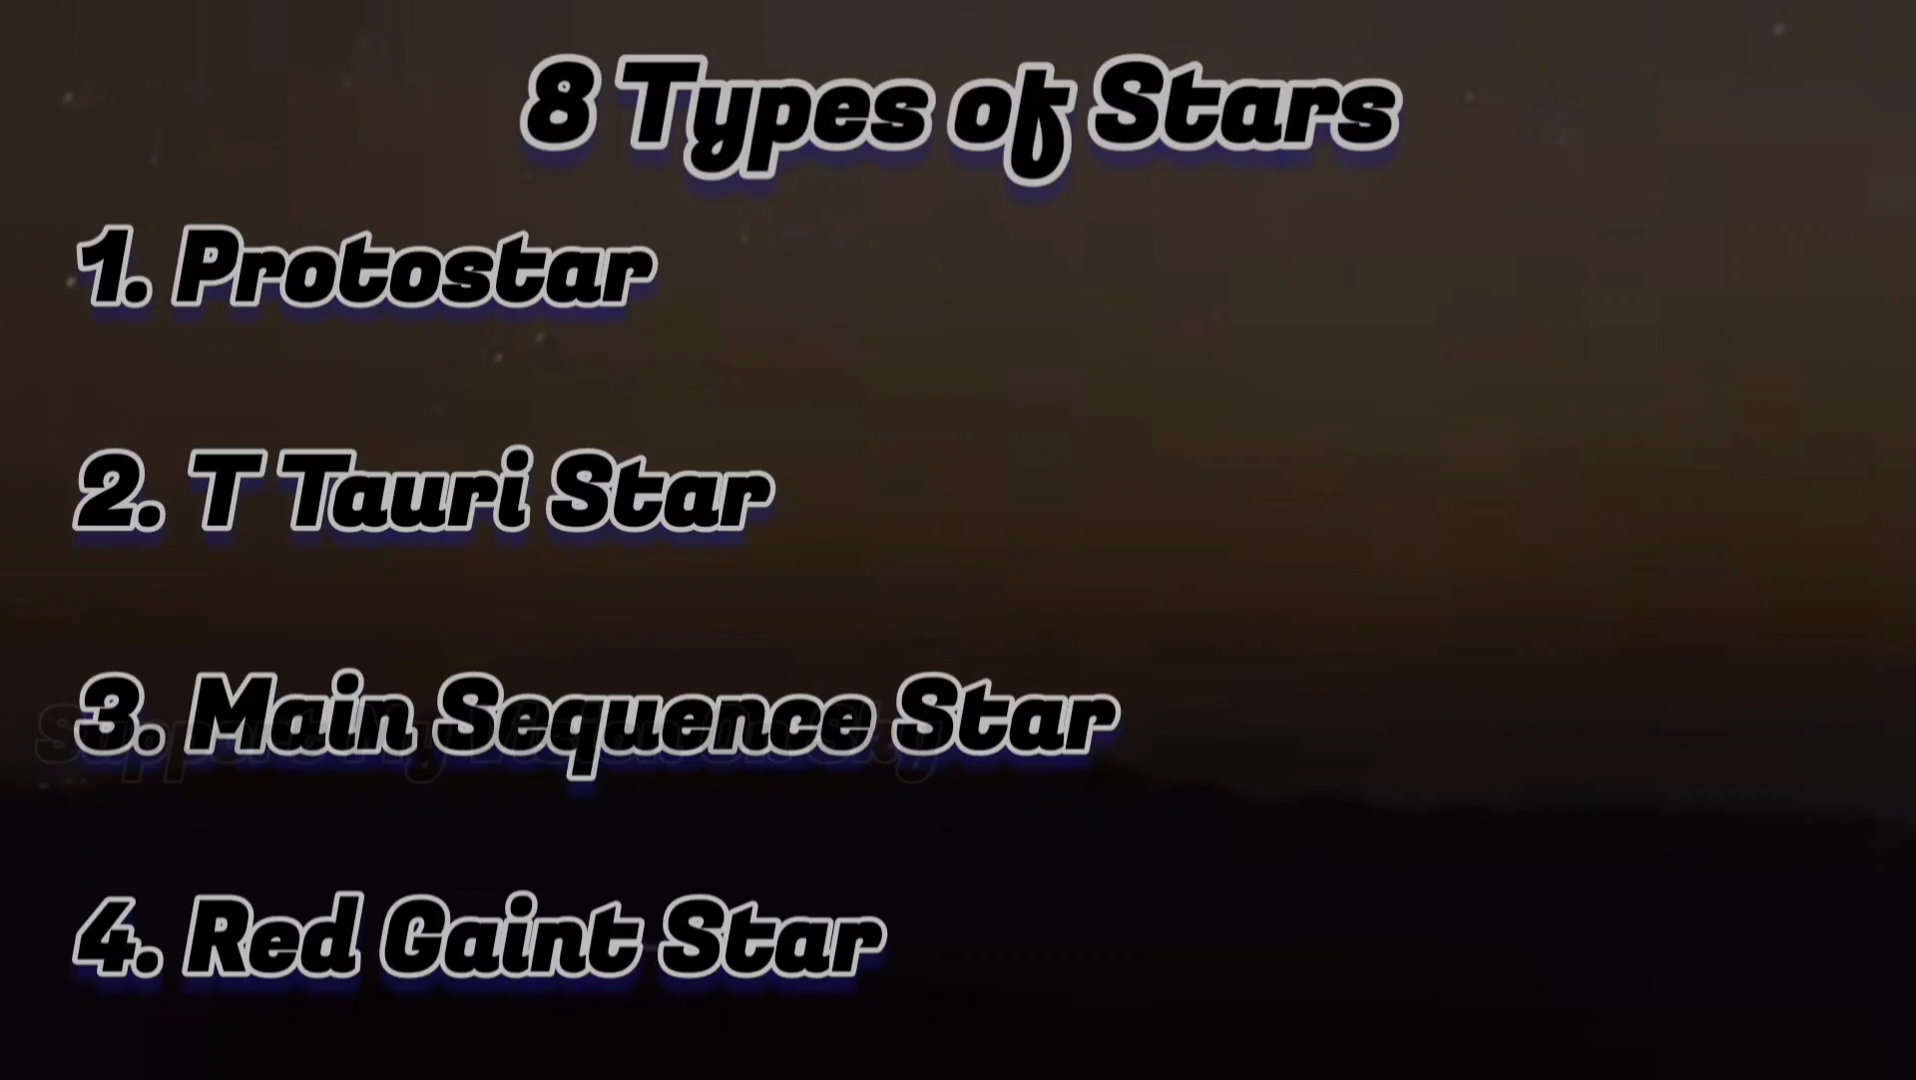 8 Types of Stars
1. Protostar
2. T Tauri Star
3. Main Sequence Star
4. Red Gaint Star